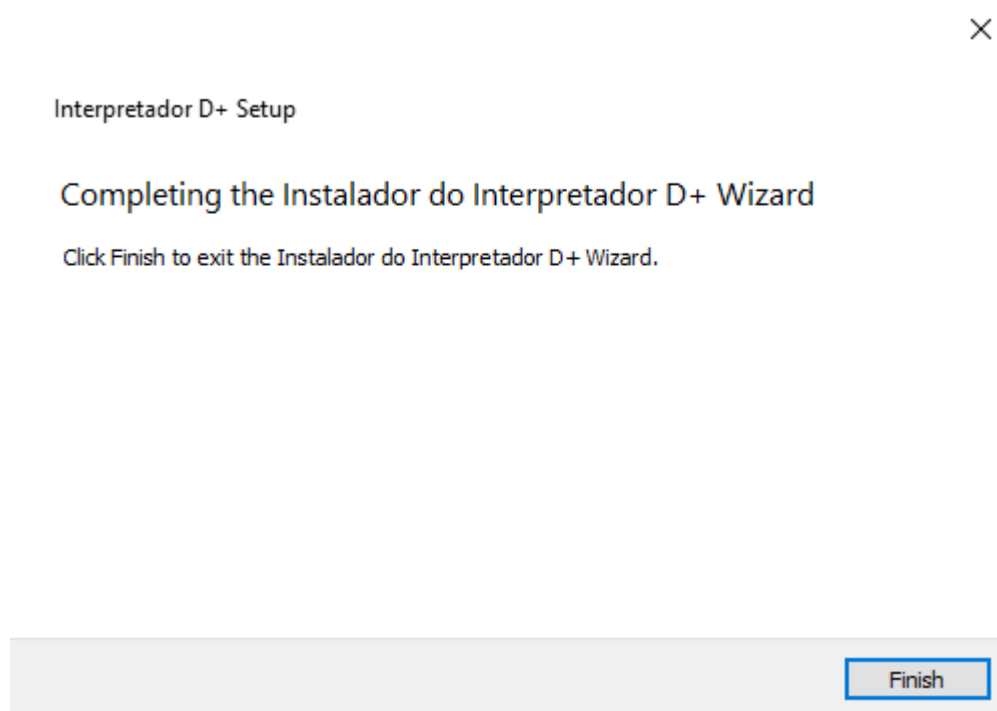 Interpretador D+ Setup
Completing the Instalador do Interpretador D+ Wizard
Click Finish to exit the Instalador do Interpretador D+ Wizard.
Finish